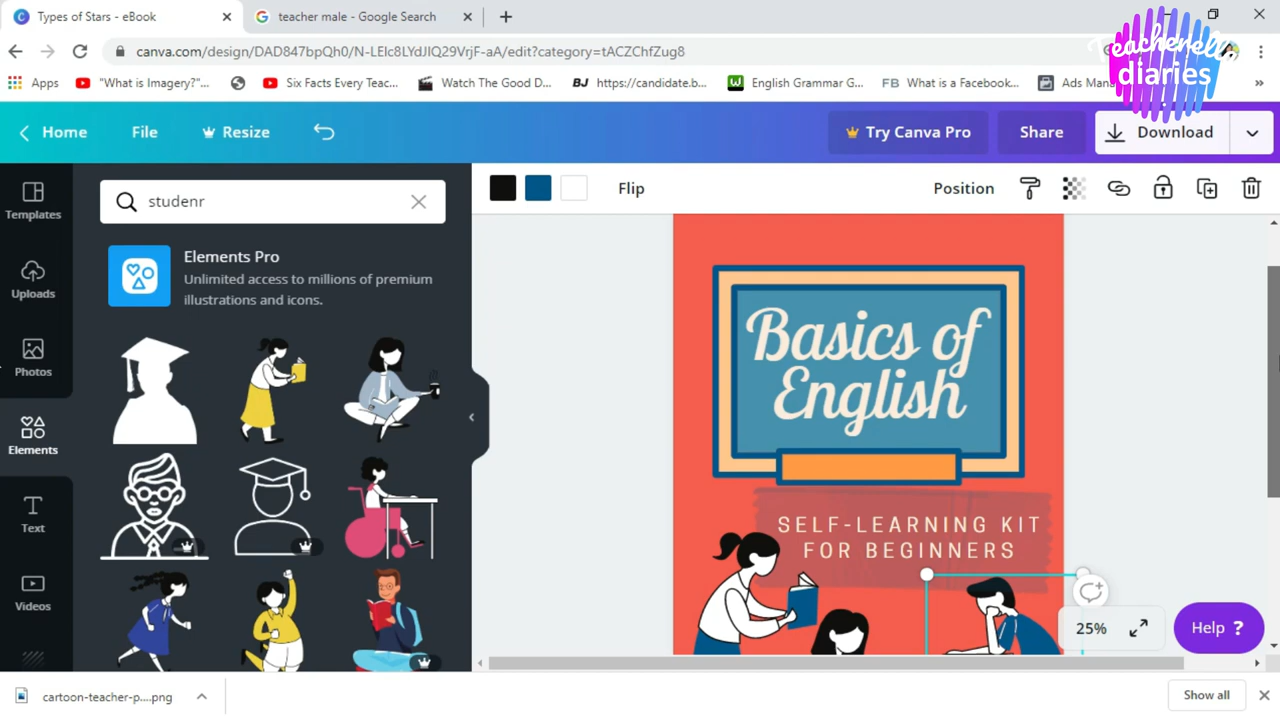 Types of Stars - eBook
teacher male - Google Search
canva.com/design/DAD847bpQh0/N-LEIc8LYdJIQ29VrjF-aA/edit?category=tACZChfZug8
Apps
"What is Imagery?"...
Six Facts Every Teac...
Watch The Good D...
BJ https://candidate.b...
English Grammar G...
FB What is a Facebook...
Ads Man
»
Teacherella
diaries
Home
File
Resize
Try Canva Pro
Share
Download
Templates
Uploads
Photos
Elements
Text
Videos
studenr
Elements Pro
Unlimited access to millions of premium
illustrations and icons.
Flip
Position
Basics of
English
SELF-LEARNING KIT
FOR BEGINNERS
25%
Help ?
cartoon-teacher-p....png
Show all